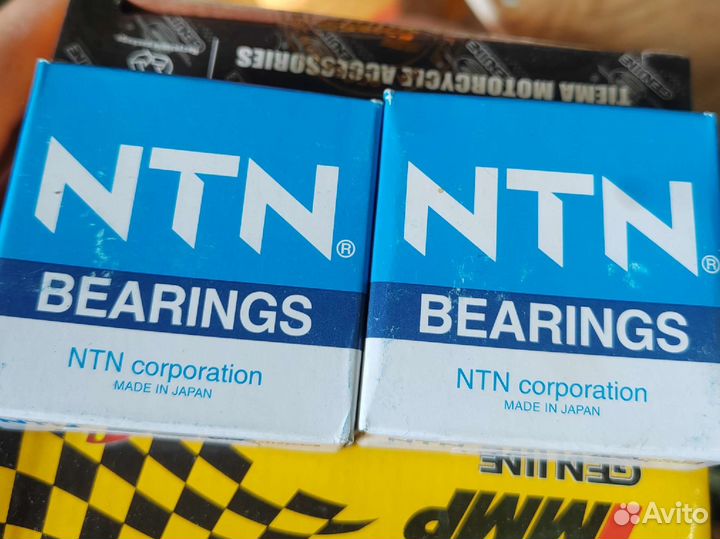 TIEMA MOTORCYCLE ACCESSORIES
NTN®
BEARINGS
NTN corporation
MADE IN JAPAN
NTN®
BEARINGS
NTN corporation
MADE IN JAPAN
GENUINE
MMP
Avito